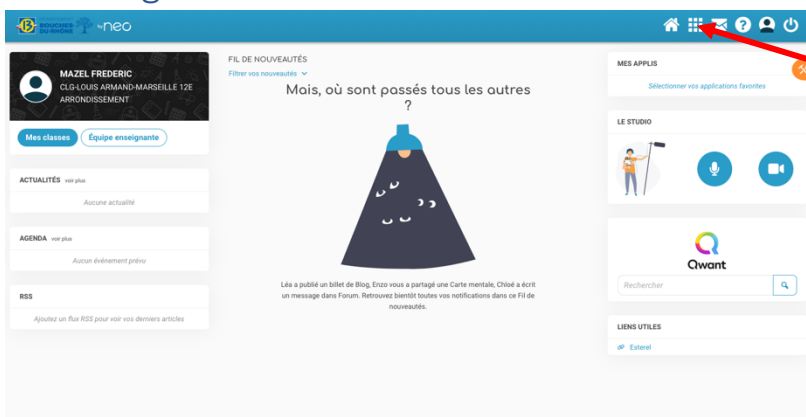 BOUCHES-DU-RHÔNE by neo
MAZEL FREDERIC
CLG-LOUIS ARMAND-MARSEILLE 12E
ARRONDISSEMENT
Mes classes Équipe enseignante
ACTUALITÉS voir plus
Aucune actualité
AGENDA voir plus
Aucun événement prévu
RSS
Ajoutez un flux RSS pour voir vos derniers articles
FIL DE NOUVEAUTÉS
Filtrer vos nouveautés
Mais, où sont passés tous les autres
?
Léa a publié un billet de Blog, Enzo vous a partagé une Carte mentale, Chloé a écrit
un message dans Forum. Retrouvez bientôt toutes vos notifications dans ce Fil de
nouveautés.
MES APPLIS
Sélectionner vos applications favorites
LE STUDIO
Qwant
Rechercher
LIENS UTILES
Esterel